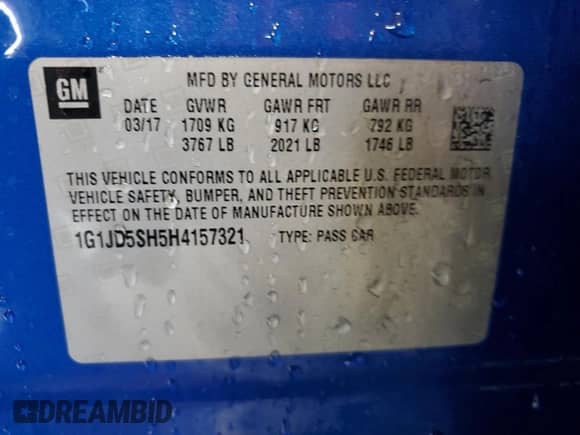 GM
MFD BY GENERAL MOTORS LLC
DATE GVWR GAWR FRT GAWR RR
03/17 1709 KG 917 KG 792 KG
3767 LB 2021 LB 1746 LB
THIS VEHICLE CONFORMS TO ALL APPLICABLE U.S. FEDERAL MOTOR
VEHICLE SAFETY, BUMPER, AND THEFT PREVENTION STANDARDS IN
EFFECT ON THE DATE OF MANUFACTURE SHOWN ABOVE.
1G1JD5SH5H4157321 TYPE: PASS CAR
DREAMBID